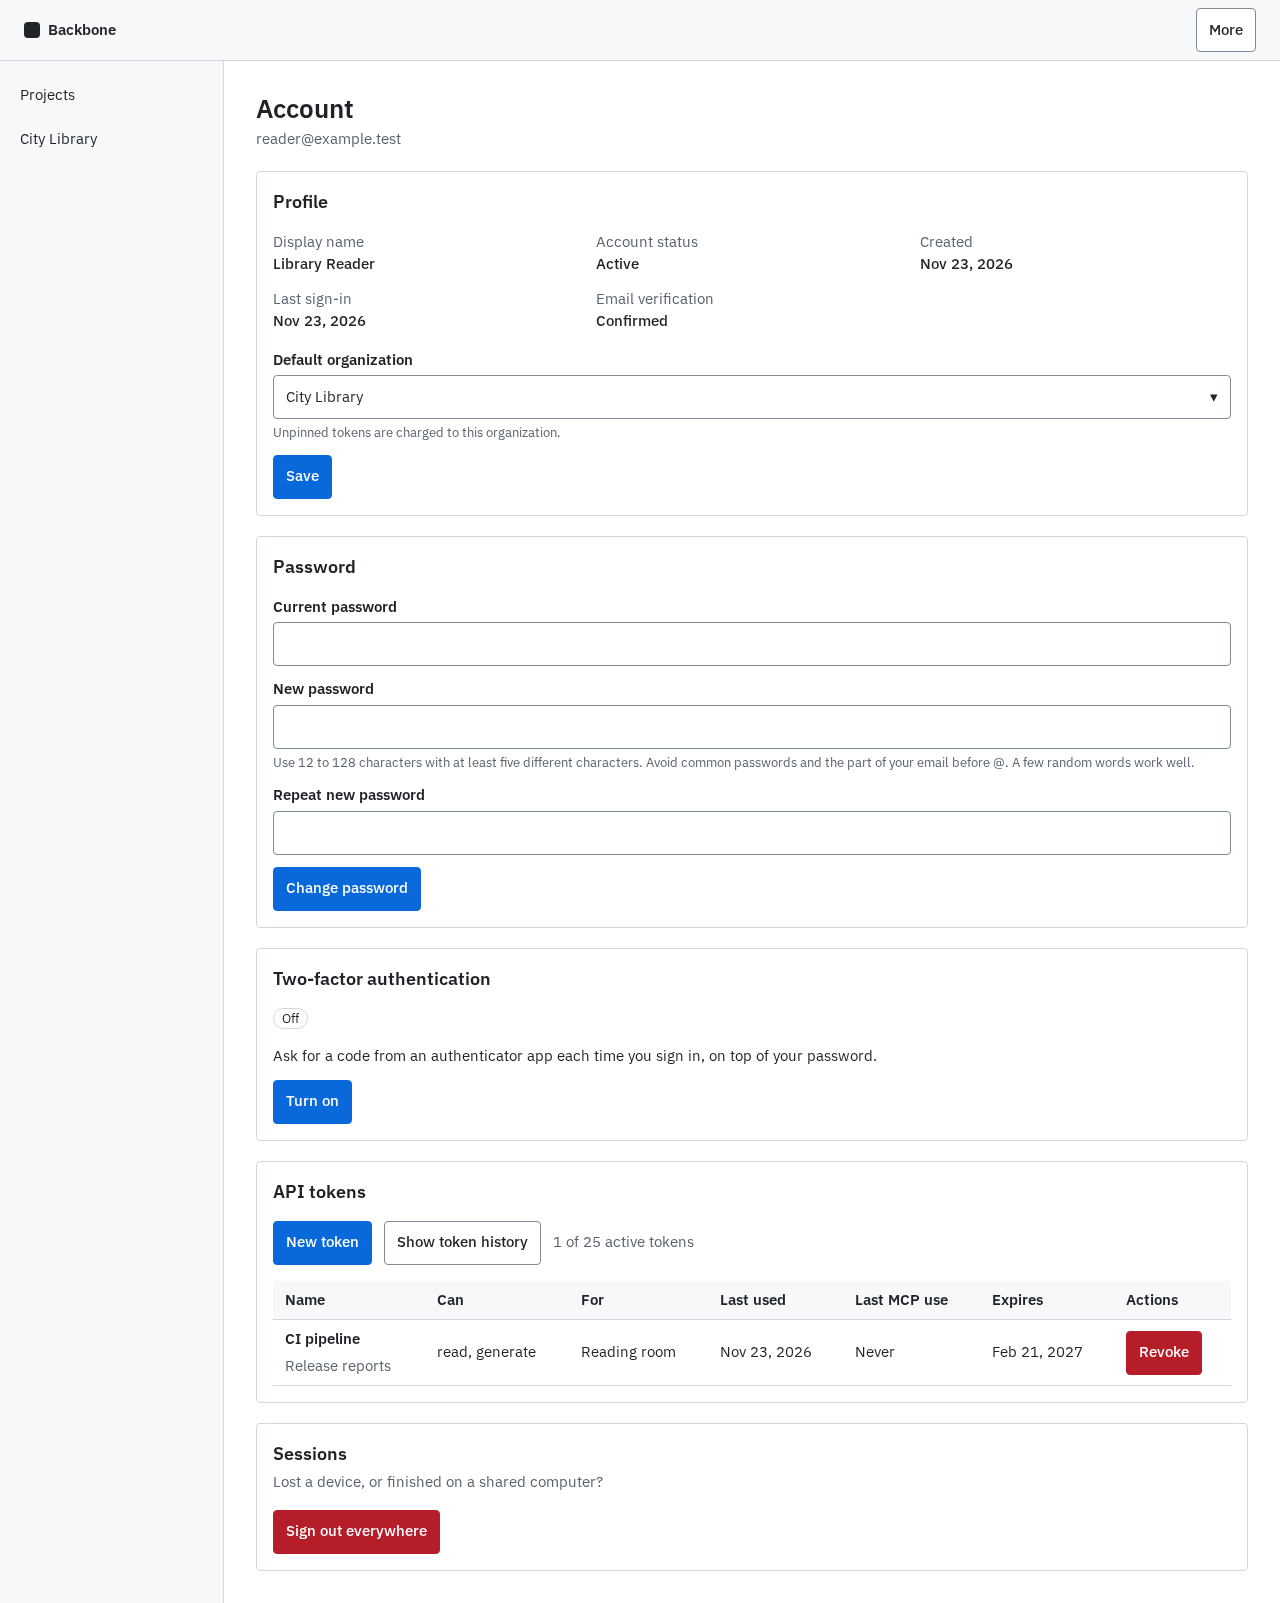 Backbone
More
Projects
City Library
Account
reader@example.test
Profile
Display name
Library Reader
Account status
Active
Created
Nov 23, 2026
Last sign-in
Nov 23, 2026
Email verification
Confirmed
Default organization
City Library
Unpinned tokens are charged to this organization.
Save
Password
Current password
New password
Use 12 to 128 characters with at least five different characters. Avoid common passwords and the part of your email before @. A few random words work well.
Repeat new password
Change password
Two-factor authentication
Off
Ask for a code from an authenticator app each time you sign in, on top of your password.
Turn on
API tokens
New token
Show token history
1 of 25 active tokens
Name Can For Last used Last MCP use Expires Actions
CI pipeline
Release reports
read, generate
Reading room
Nov 23, 2026
Never
Feb 21, 2027
Revoke
Sessions
Lost a device, or finished on a shared computer?
Sign out everywhere